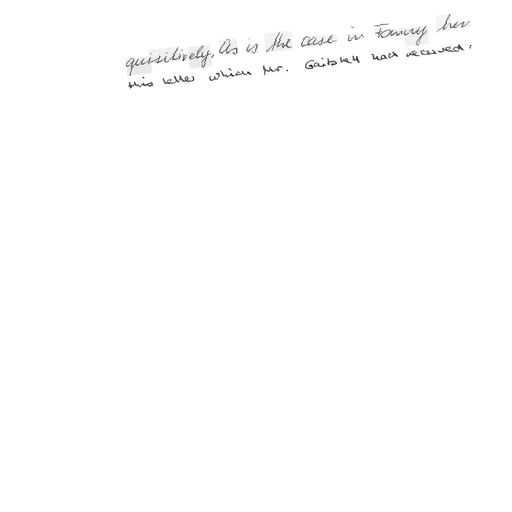 quisitively. As is the case in Fanny her
this letter which Mr. Gaitskell had received.